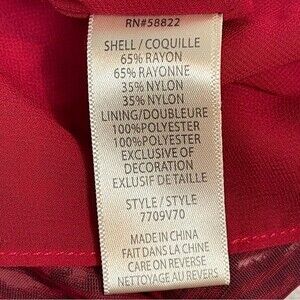 RN#58822
SHELL / COQUILLE
65% RAYON
65% RAYONNE
35% NYLON
35% NYLON
LINING/DOUBLEURE
100%POLYESTER
100%POLYESTER
EXCLUSIVE OF
DECORATION
EXLUSIF DE TAILLE
STYLE / STYLE
7709V70
MADE IN CHINA
FAIT DANS LA CHINE
CARE ON REVERSE
NETTOYAGE AU REVERS